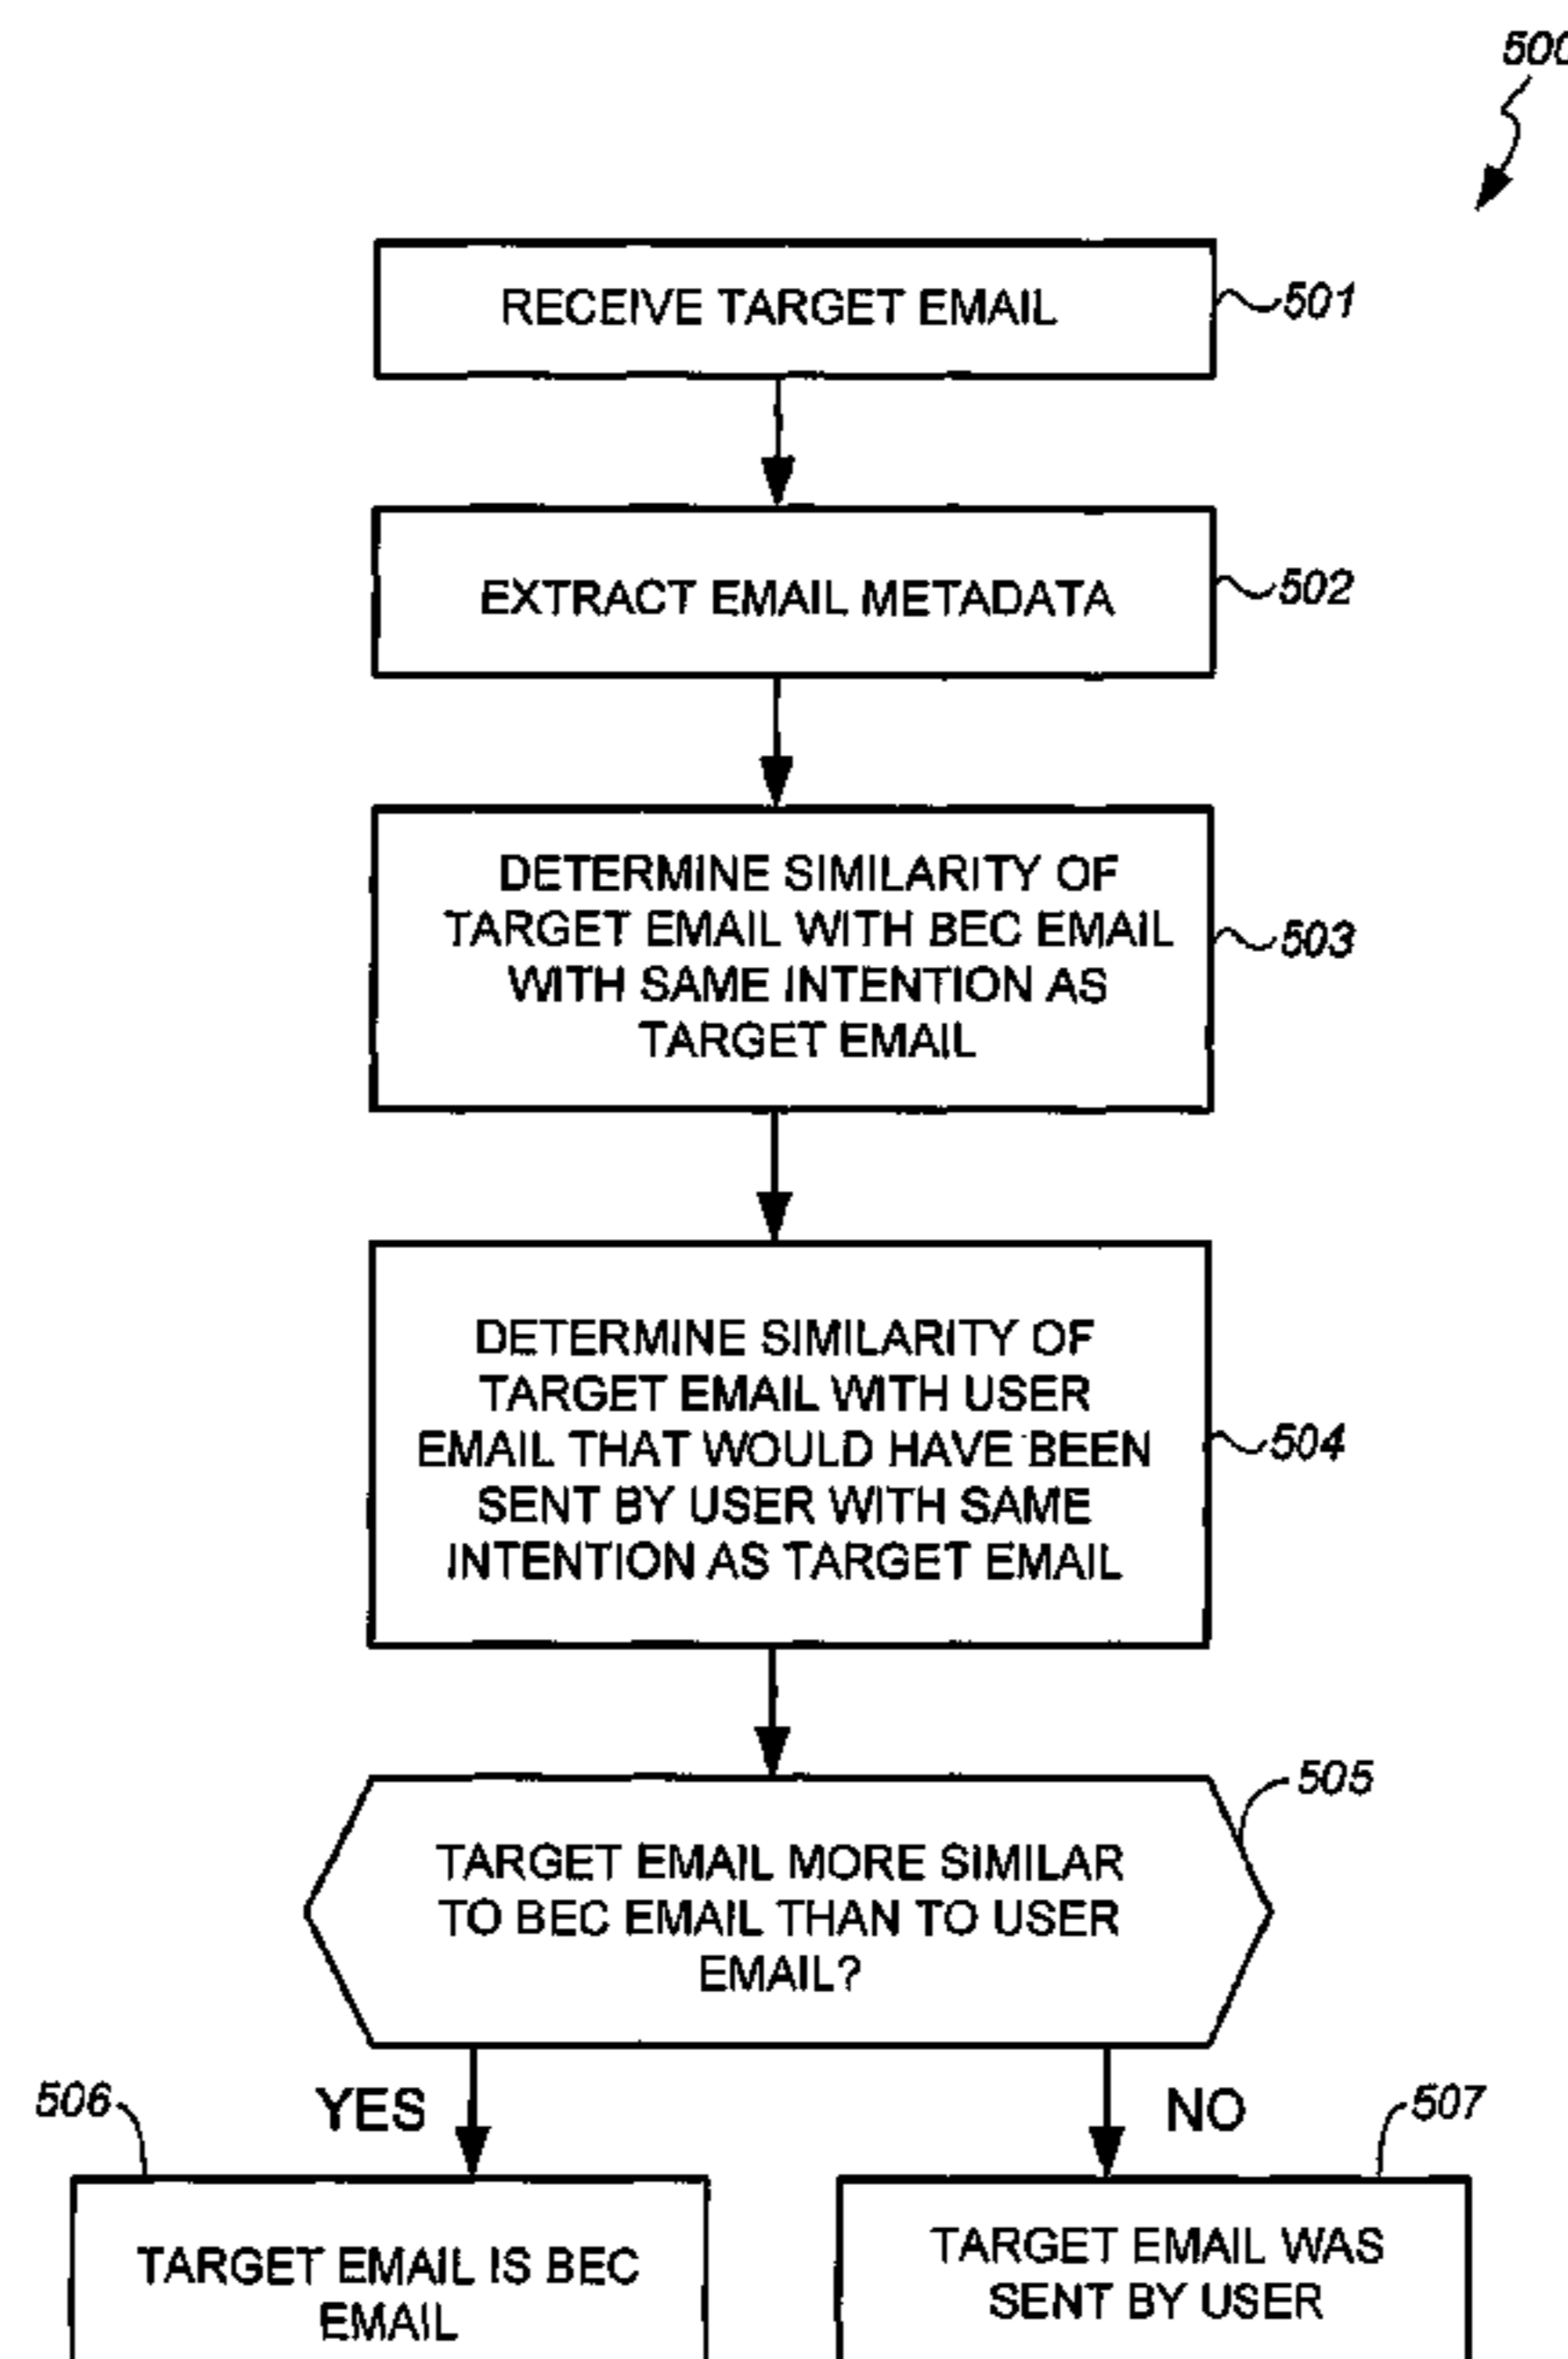 500
RECEIVE TARGET EMAIL
501
EXTRACT EMAIL METADATA
502
DETERMINE SIMILARITY OF
TARGET EMAIL WITH BEC EMAIL
WITH SAME INTENTION AS
TARGET EMAIL
503
DETERMINE SIMILARITY OF
TARGET EMAIL WITH USER
EMAIL THAT WOULD HAVE BEEN
SENT BY USER WITH SAME
INTENTION AS TARGET EMAIL
504
505
TARGET EMAIL MORE SIMILAR
TO BEC EMAIL THAN TO USER
EMAIL?
506
YES
NO
507
TARGET EMAIL IS BEC
EMAIL
TARGET EMAIL WAS
SENT BY USER